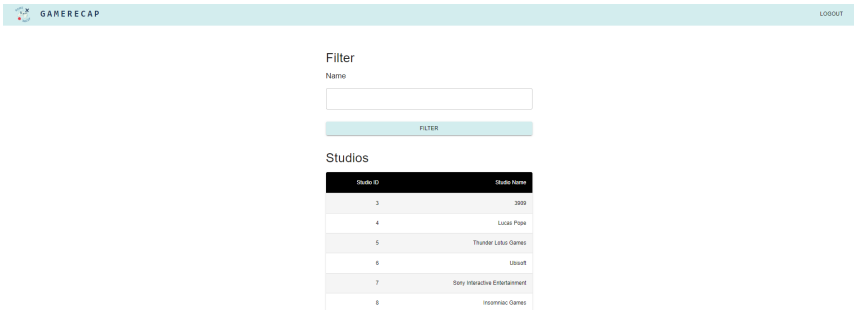 GAMERECAP LOGOUT
Filter
Name
FILTER
Studios
Studio ID Studio Name
3 3909
4 Lucas Pope
5 Thunder Lotus Games
6 Ubisoft
7 Sony Interactive Entertainment
8 Insomniac Games